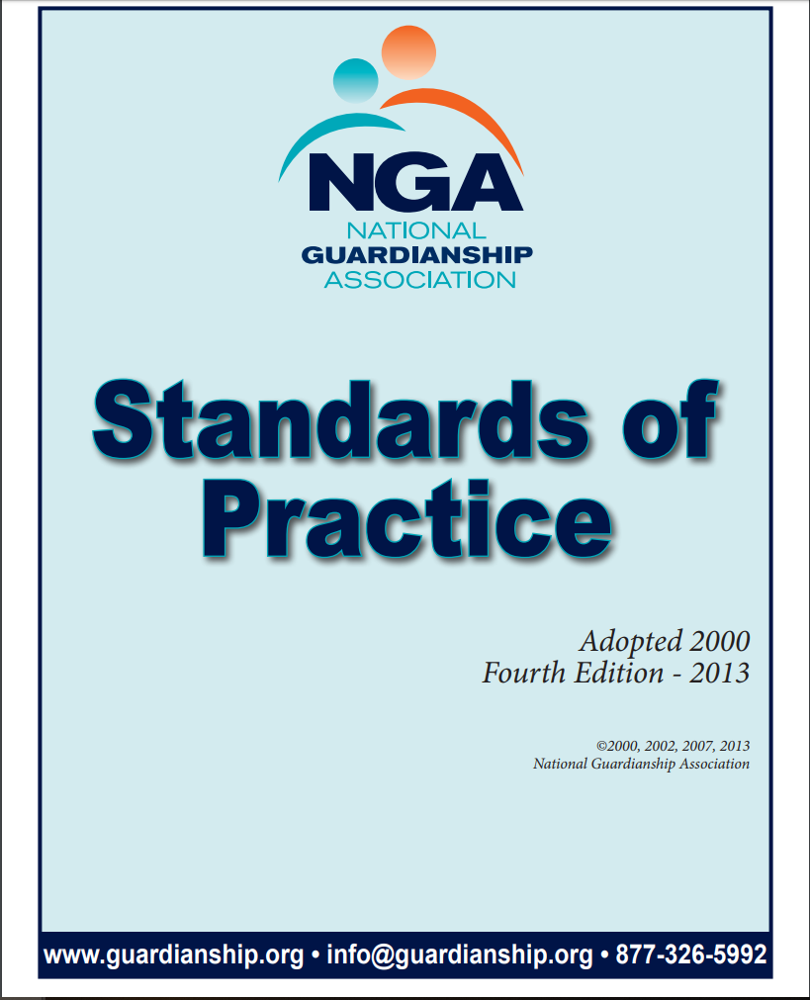 NGA
NATIONAL
GUARDIANSHIP
ASSOCIATION
Standards of
Practice
Adopted 2000
Fourth Edition - 2013
©2000, 2002, 2007, 2013
National Guardianship Association
www.guardianship.org • info@guardianship.org • 877-326-5992